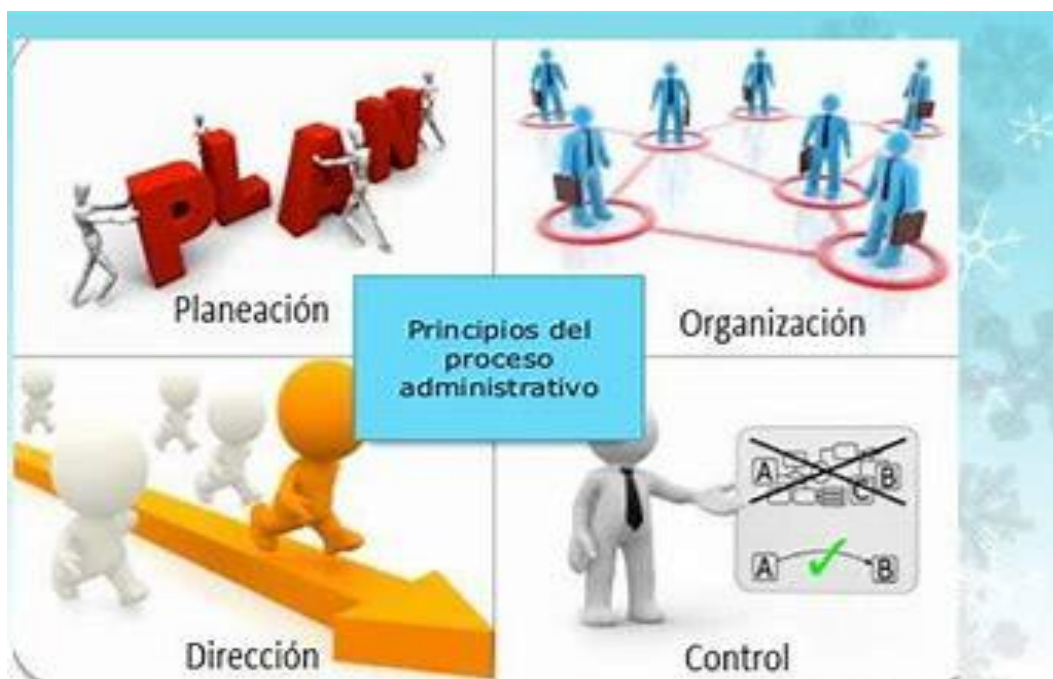 PLAN
Planeación
Organización
Principios del
proceso
administrativo
Dirección
Control
A
B
C
A
B